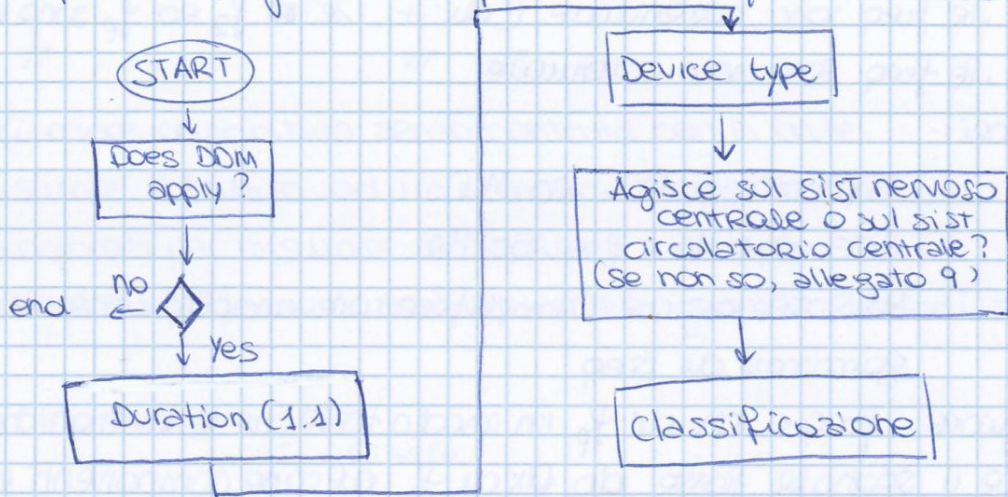 START
Does DDM
apply?
no
end
Yes
Duration (1.1)
Device type
Agisce sul sist nervoso
centrale o sul sist
circolatorio centrale?
(se non so, allegato 9)
Classificazione